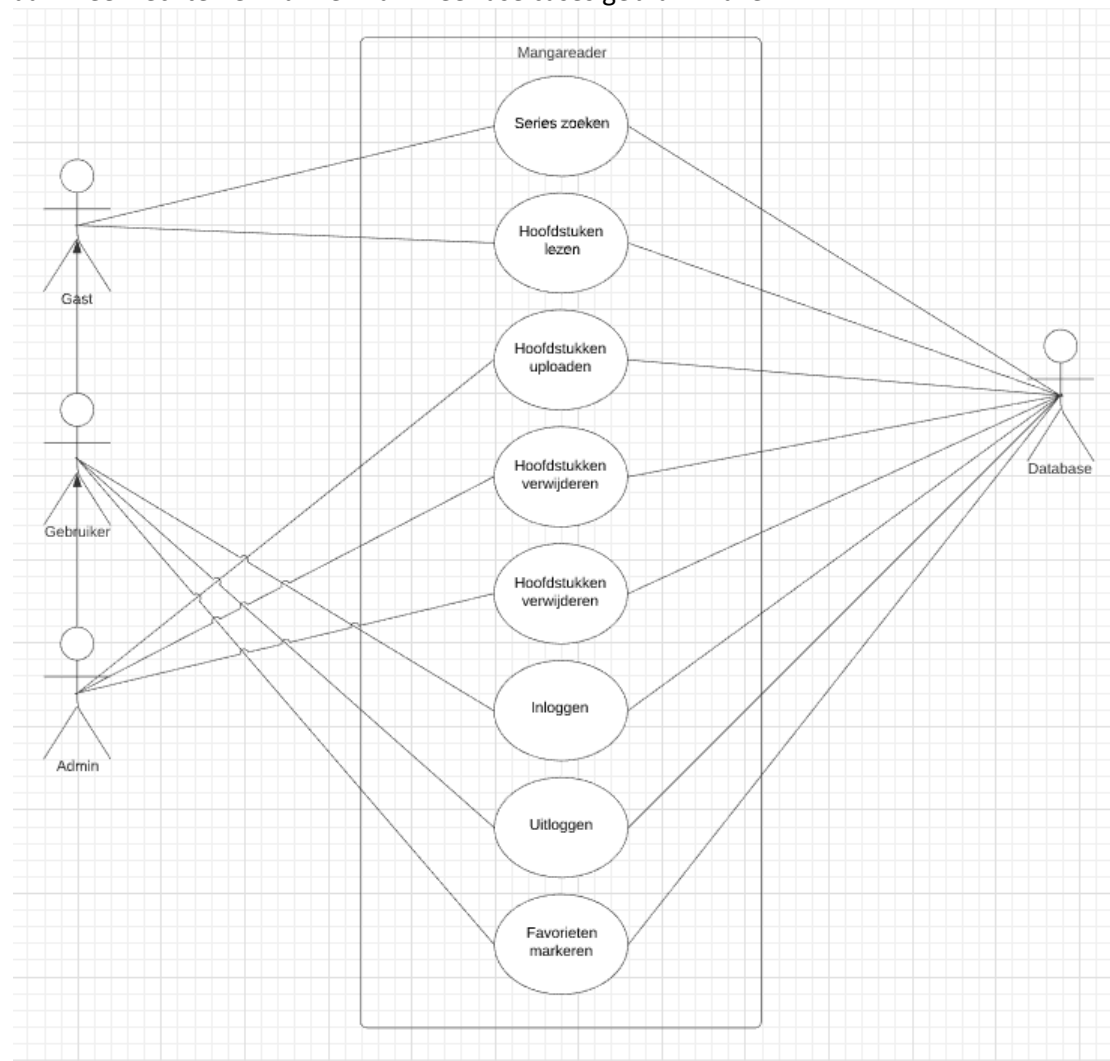 Mangareader
Series zoeken
Hoofdstuken
lezen
Gast
Hoofdstukken
uploaden
Database
Hoofdstukken
verwijderen
Gebruiker
Hoofdstukken
verwijderen
Inloggen
Admin
Uitloggen
Favorieten
markeren